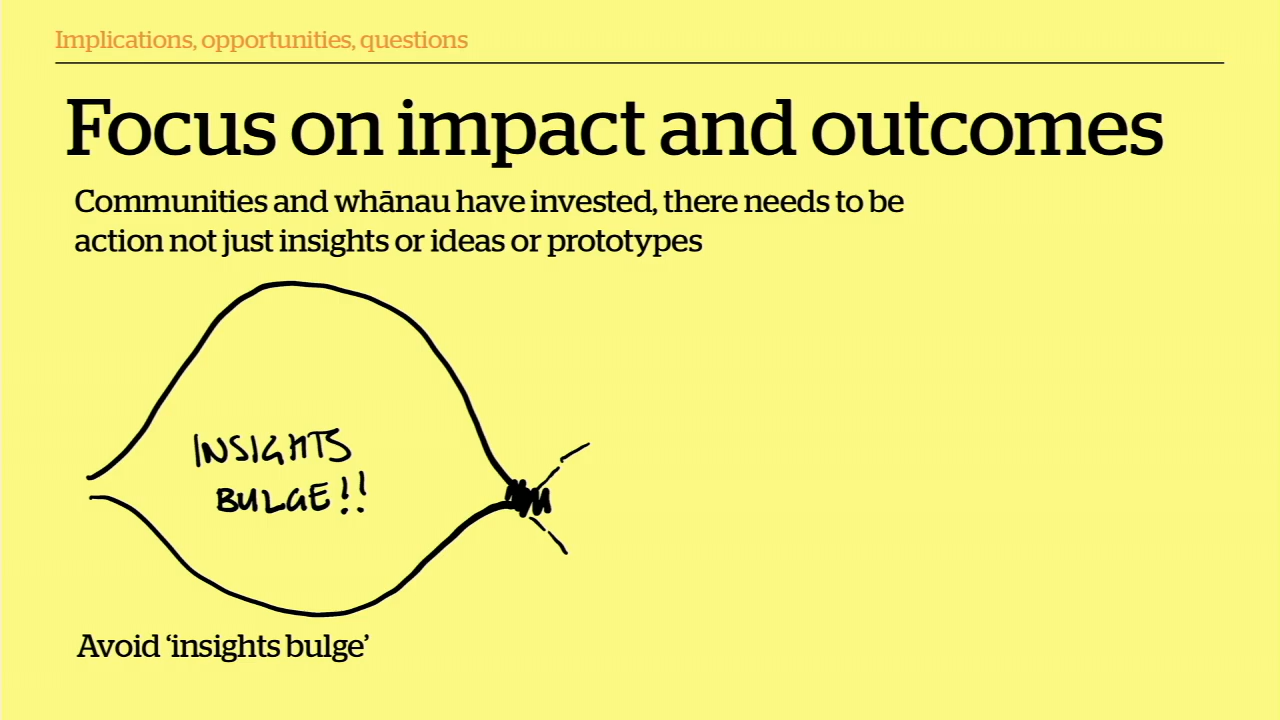 Implications, opportunities, questions
Focus on impact and outcomes
Communities and whānau have invested, there needs to be
action not just insights or ideas or prototypes
INSIGHTS
BULGE!!
Avoid ‘insights bulge’